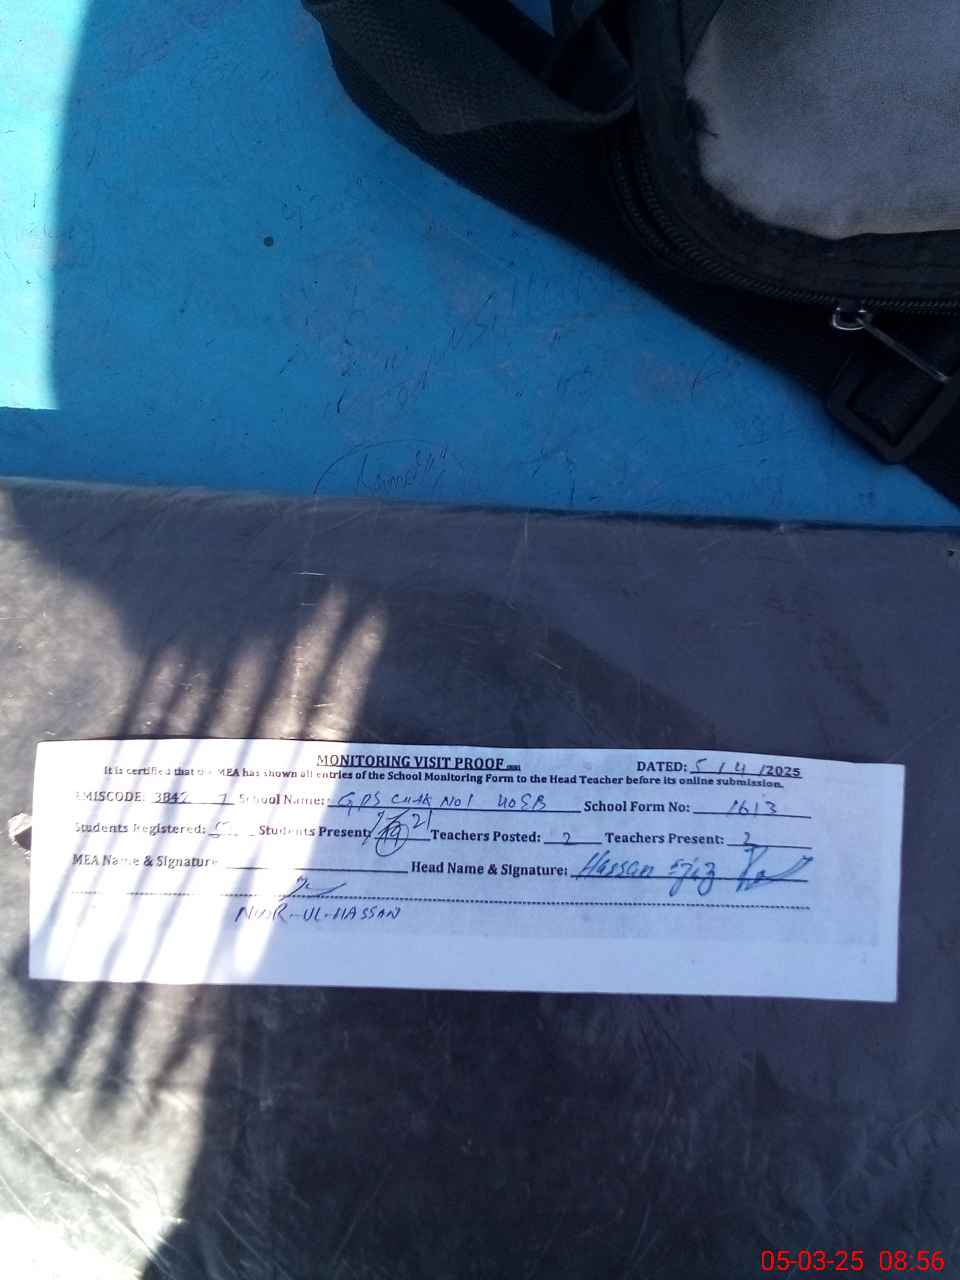 MONITORING VISIT PROOF
DATED: 5/4/2025
It is certified that the MEA has shown all entries of the School Monitoring Form to the Head Teacher before its online submission.
EMISCODE: School Name: GPS CHAK NO1 40SB School Form No: 1613
Students Registered: Students Present: 21 Teachers Posted: 2 Teachers Present: 2
MEA Name & Signature Head Name & Signature: Hassan
NOOR-UL-HASSAN
05-03-25 08:56